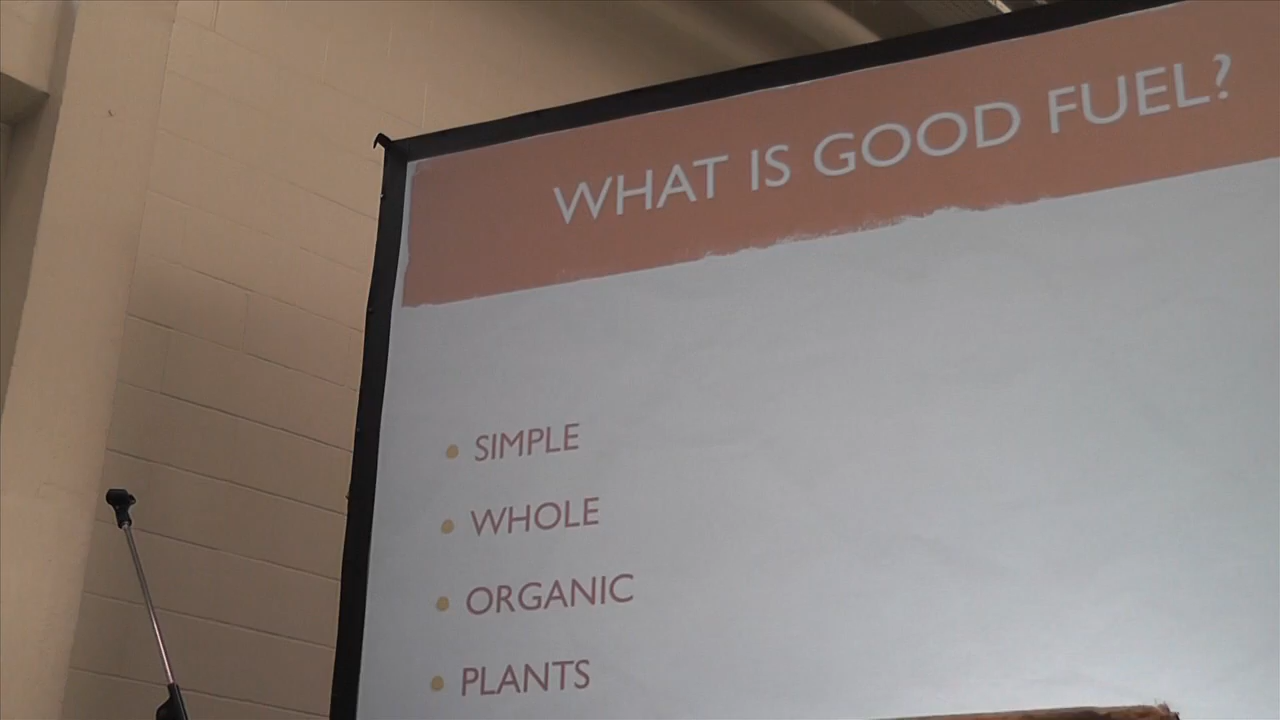 WHAT IS GOOD FUEL?
SIMPLE
WHOLE
ORGANIC
PLANTS